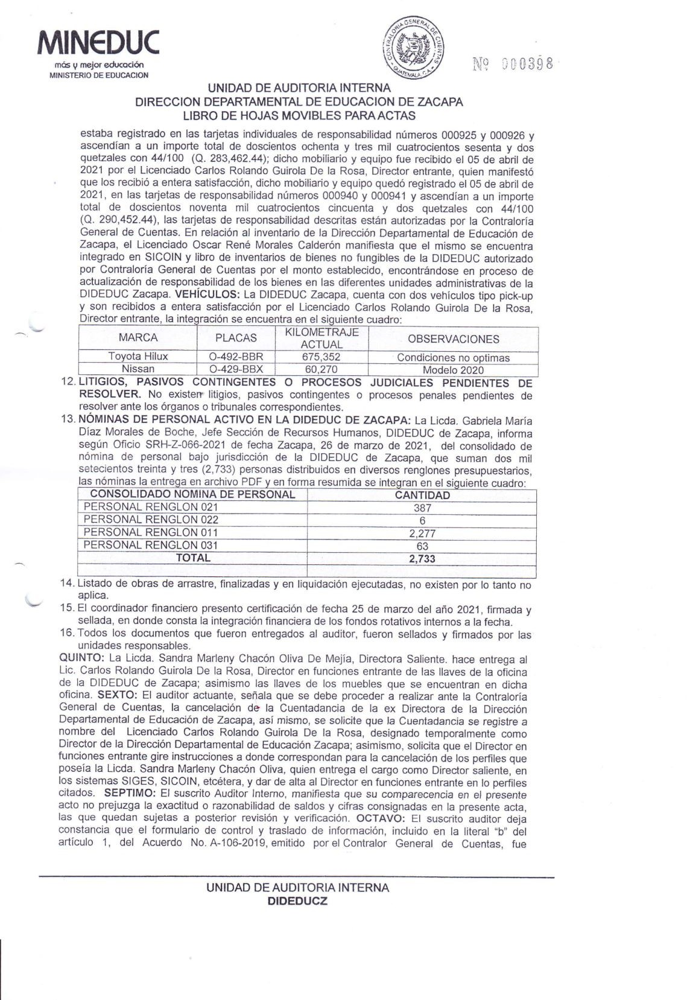 MINEDUC
más y mejor educación
MINISTERIO DE EDUCACION
CONTRALORIA GENERAL DE CUENTAS
GUATEMALA, C.A.
Nº 000398
UNIDAD DE AUDITORIA INTERNA
DIRECCION DEPARTAMENTAL DE EDUCACION DE ZACAPA
LIBRO DE HOJAS MOVIBLES PARA ACTAS
estaba registrado en las tarjetas individuales de responsabilidad números 000925 y 000926 y
ascendían a un importe total de doscientos ochenta y tres mil cuatrocientos sesenta y dos
quetzales con 44/100 (Q. 283,462.44); dicho mobiliario y equipo fue recibido el 05 de abril de
2021 por el Licenciado Carlos Rolando Guirola De la Rosa, Director entrante, quien manifestó
que los recibió a entera satisfacción, dicho mobiliario y equipo quedó registrado el 05 de abril de
2021, en las tarjetas de responsabilidad números 000940 y 000941 y ascendían a un importe
total de doscientos noventa mil cuatrocientos cincuenta y dos quetzales con 44/100
(Q. 290,452.44), las tarjetas de responsabilidad descritas están autorizadas por la Contraloría
General de Cuentas. En relación al inventario de la Dirección Departamental de Educación de
Zacapa, el Licenciado Oscar René Morales Calderón manifiesta que el mismo se encuentra
integrado en SICOIN y libro de inventarios de bienes no fungibles de la DIDEDUC autorizado
por Contraloría General de Cuentas por el monto establecido, encontrándose en proceso de
actualización de responsabilidad de los bienes en las diferentes unidades administrativas de la
DIDEDUC Zacapa. VEHÍCULOS: La DIDEDUC Zacapa, cuenta con dos vehículos tipo pick-up
y son recibidos a entera satisfacción por el Licenciado Carlos Rolando Guirola De la Rosa,
Director entrante, la integración se encuentra en el siguiente cuadro:
MARCA PLACAS KILOMETRAJE ACTUAL OBSERVACIONES
Toyota Hilux O-492-BBR 675,352 Condiciones no optimas
Nissan O-429-BBX 60,270 Modelo 2020
12. LITIGIOS, PASIVOS CONTINGENTES O PROCESOS JUDICIALES PENDIENTES DE
RESOLVER. No existen litigios, pasivos contingentes o procesos penales pendientes de
resolver ante los órganos o tribunales correspondientes.
13. NÓMINAS DE PERSONAL ACTIVO EN LA DIDEDUC DE ZACAPA: La Licda. Gabriela María
Díaz Morales de Boche, Jefe Sección de Recursos Humanos, DIDEDUC de Zacapa, informa
según Oficio SRH-Z-066-2021 de fecha Zacapa, 26 de marzo de 2021, del consolidado de
nómina de personal bajo jurisdicción de la DIDEDUC de Zacapa, que suman dos mil
setecientos treinta y tres (2,733) personas distribuidos en diversos renglones presupuestarios,
las nóminas la entrega en archivo PDF y en forma resumida se integran en el siguiente cuadro:
CONSOLIDADO NOMINA DE PERSONAL CANTIDAD
PERSONAL RENGLON 021 387
PERSONAL RENGLON 022 6
PERSONAL RENGLON 011 2,277
PERSONAL RENGLON 031 63
TOTAL 2,733
14. Listado de obras de arrastre, finalizadas y en liquidación ejecutadas, no existen por lo tanto no
aplica.
15. El coordinador financiero presento certificación de fecha 25 de marzo del año 2021, firmada y
sellada, en donde consta la integración financiera de los fondos rotativos internos a la fecha.
16. Todos los documentos que fueron entregados al auditor, fueron sellados y firmados por las
unidades responsables.
QUINTO: La Licda. Sandra Marleny Chacón Oliva De Mejía, Directora Saliente. hace entrega al
Lic. Carlos Rolando Guirola De la Rosa, Director en funciones entrante de las llaves de la oficina
de la DIDEDUC de Zacapa; asimismo las llaves de los muebles que se encuentran en dicha
oficina. SEXTO: El auditor actuante, señala que se debe proceder a realizar ante la Contraloría
General de Cuentas, la cancelación de la Cuentadancia de la ex Directora de la Dirección
Departamental de Educación de Zacapa, así mismo, se solicite que la Cuentadancia se registre a
nombre del Licenciado Carlos Rolando Guirola De la Rosa, designado temporalmente como
Director de la Dirección Departamental de Educación Zacapa; asimismo, solicita que el Director en
funciones entrante gire instrucciones a donde correspondan para la cancelación de los perfiles que
poseía la Licda. Sandra Marleny Chacón Oliva, quien entrega el cargo como Director saliente, en
los sistemas SIGES, SICOIN, etcétera, y dar de alta al Director en funciones entrante en lo perfiles
citados. SEPTIMO: El suscrito Auditor Interno, manifiesta que su comparecencia en el presente
acto no prejuzga la exactitud o razonabilidad de saldos y cifras consignadas en la presente acta,
las que quedan sujetas a posterior revisión y verificación. OCTAVO: El suscrito auditor deja
constancia que el formulario de control y traslado de información, incluido en la literal “b” del
artículo 1, del Acuerdo No. A-106-2019, emitido por el Contralor General de Cuentas, fue
UNIDAD DE AUDITORIA INTERNA
DIDEDUCZ